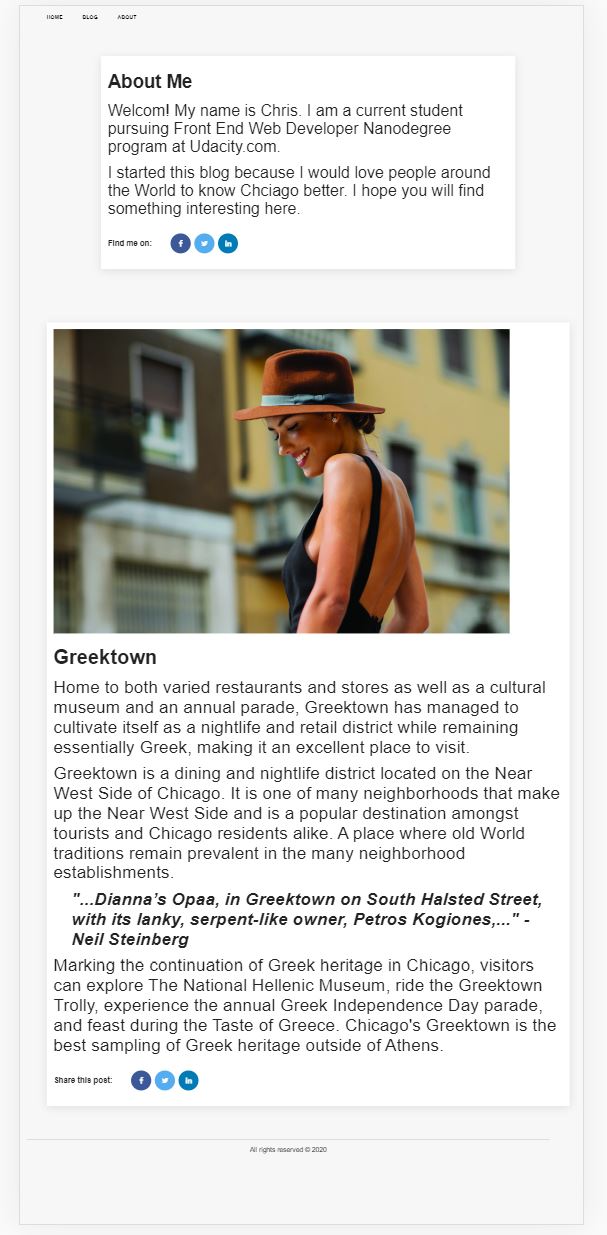 HOME BLOG ABOUT
About Me
Welcom! My name is Chris. I am a current student
pursuing Front End Web Developer Nanodegree
program at Udacity.com.
I started this blog because I would love people around
the World to know Chciago better. I hope you will find
something interesting here.
Find me on:
Greektown
Home to both varied restaurants and stores as well as a cultural
museum and an annual parade, Greektown has managed to
cultivate itself as a nightlife and retail district while remaining
essentially Greek, making it an excellent place to visit.
Greektown is a dining and nightlife district located on the Near
West Side of Chicago. It is one of many neighborhoods that make
up the Near West Side and is a popular destination amongst
tourists and Chicago residents alike. A place where old World
traditions remain prevalent in the many neighborhood
establishments.
"...Dianna’s Opaa, in Greektown on South Halsted Street,
with its lanky, serpent-like owner, Petros Kogiones,..." -
Neil Steinberg
Marking the continuation of Greek heritage in Chicago, visitors
can explore The National Hellenic Museum, ride the Greektown
Trolly, experience the annual Greek Independence Day parade,
and feast during the Taste of Greece. Chicago's Greektown is the
best sampling of Greek heritage outside of Athens.
Share this post:
All rights reserved © 2020